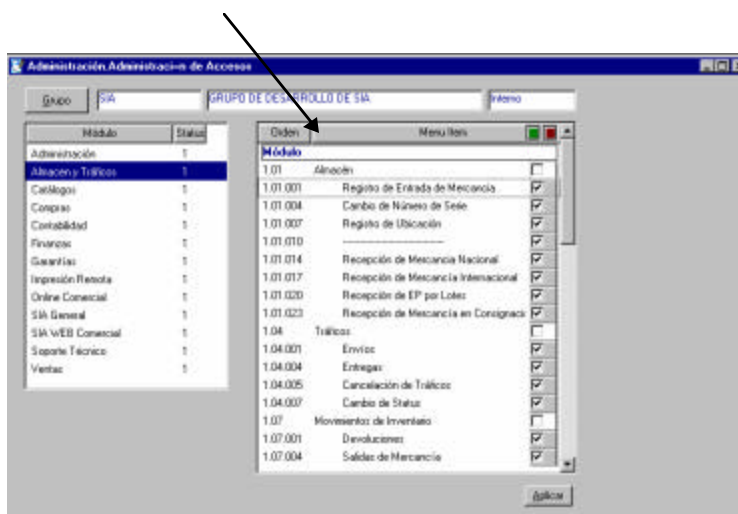 Administración.Administraci¬n de Accesos
Grupo SIA GRUPO DE DESARROLLO DE SIA Interno
Módulo Status
Administración 1
Almacen y Tráficos 1
Catálogos 1
Compras 1
Contabilidad 1
Finanzas 1
Garantías 1
Impresión Remota 1
Online Comercial 1
SIA General 1
SIA WEB Comercial 1
Soporte Técnico 1
Ventas 1
Orden Menu Item
Módulo
1.01 Almacén
1.01.001 Registro de Entrada de Mercancía
1.01.004 Cambio de Número de Serie
1.01.007 Registro de Ubicación
1.01.010 -------------------------
1.01.014 Recepción de Mercancía Nacional
1.01.017 Recepción de Mercancía Internacional
1.01.020 Recepción de EP por Lotes
1.01.023 Recepción de Mercancía en Consignaci
1.04 Tráficos
1.04.001 Envíos
1.04.004 Entregas
1.04.005 Cancelación de Tráficos
1.04.007 Cambio de Status
1.07 Movimientos de Inventario
1.07.001 Devoluciones
1.07.004 Salidas de Mercancía
Aplicar